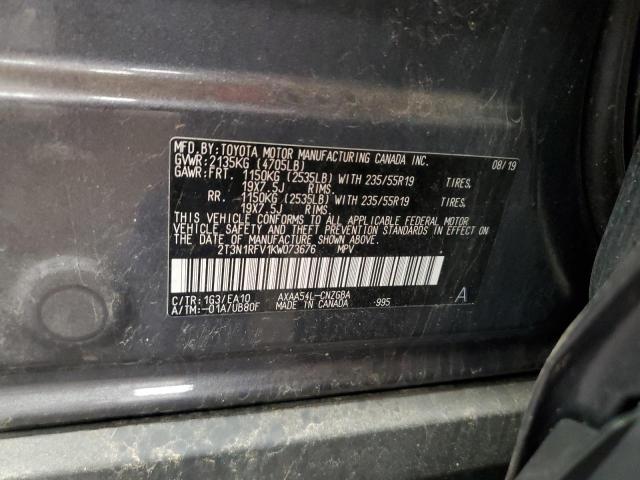 MFD.BY:TOYOTA MOTOR MANUFACTURING CANADA INC. 08/19
GVWR:2135KG (4705LB)
GAWR:FRT. 1150KG (2535LB) WITH 235/55R19 TIRES.
19X7.5J RIMS.
RR. 1150KG (2535LB) WITH 235/55R19 TIRES.
19X7.5J RIMS.
THIS VEHICLE CONFORMS TO ALL APPLICABLE FEDERAL MOTOR
VEHICLE SAFETY AND THEFT PREVENTION STANDARDS IN EFFECT
ON THE DATE OF MANUFACTURE SHOWN ABOVE.
2T3N1RFV1KW073676 MPV
C/TR:1G3/EA10 AXAA54L-CNZGBA A
A/TM:-01A/UB80F MADE IN CANADA -995